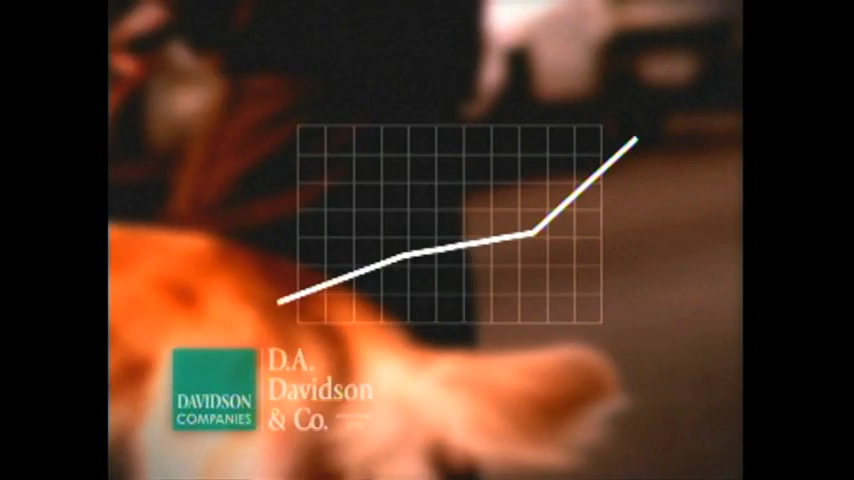 DAVIDSON
COMPANIES
D.A.
Davidson
& Co.